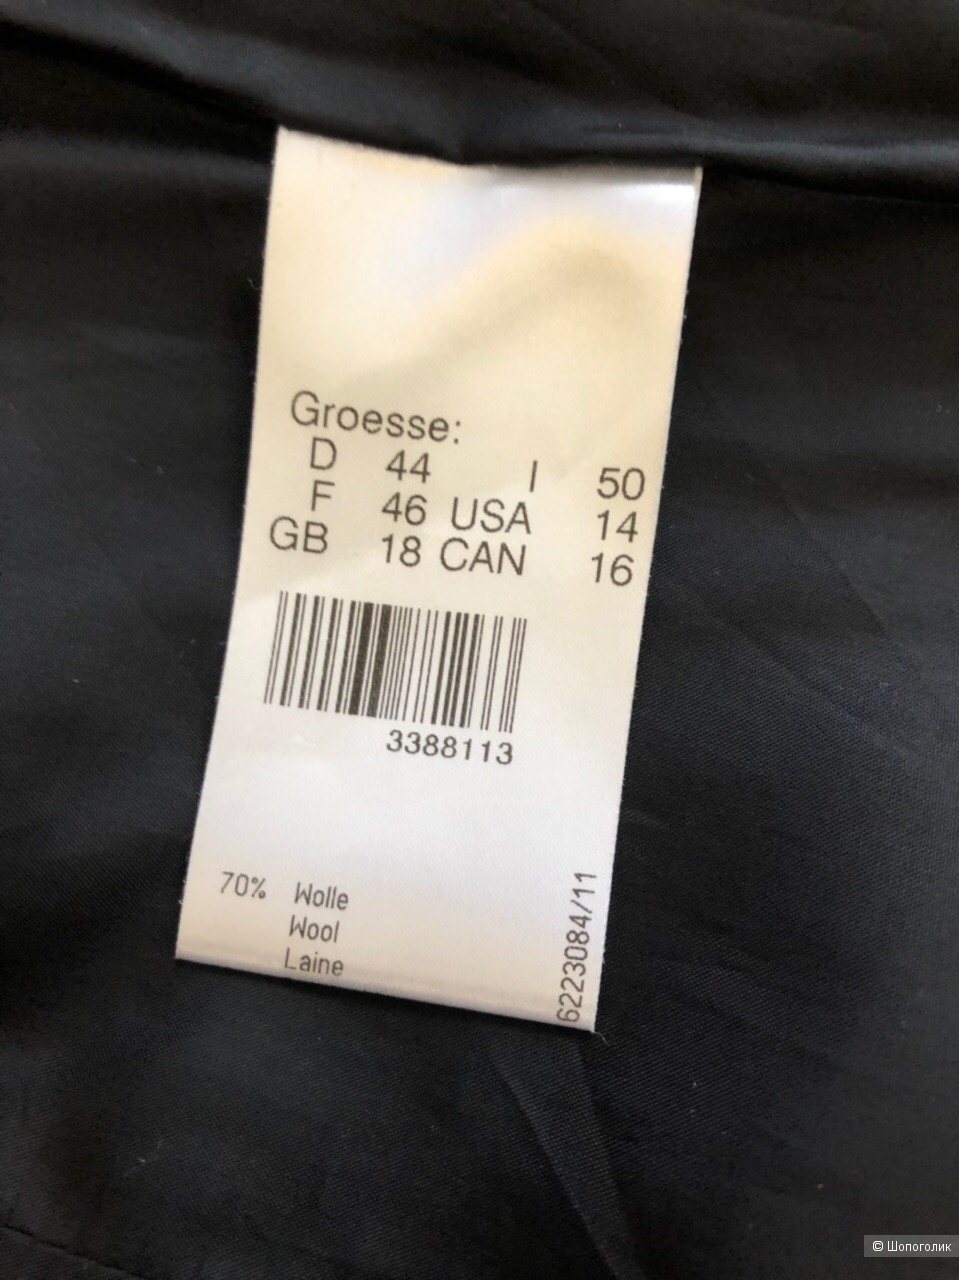 Groesse:
D 44 I 50
F 46 USA 14
GB 18 CAN 16
3388113
70% Wolle
Wool
Laine
6223084/11
© Шопоголик